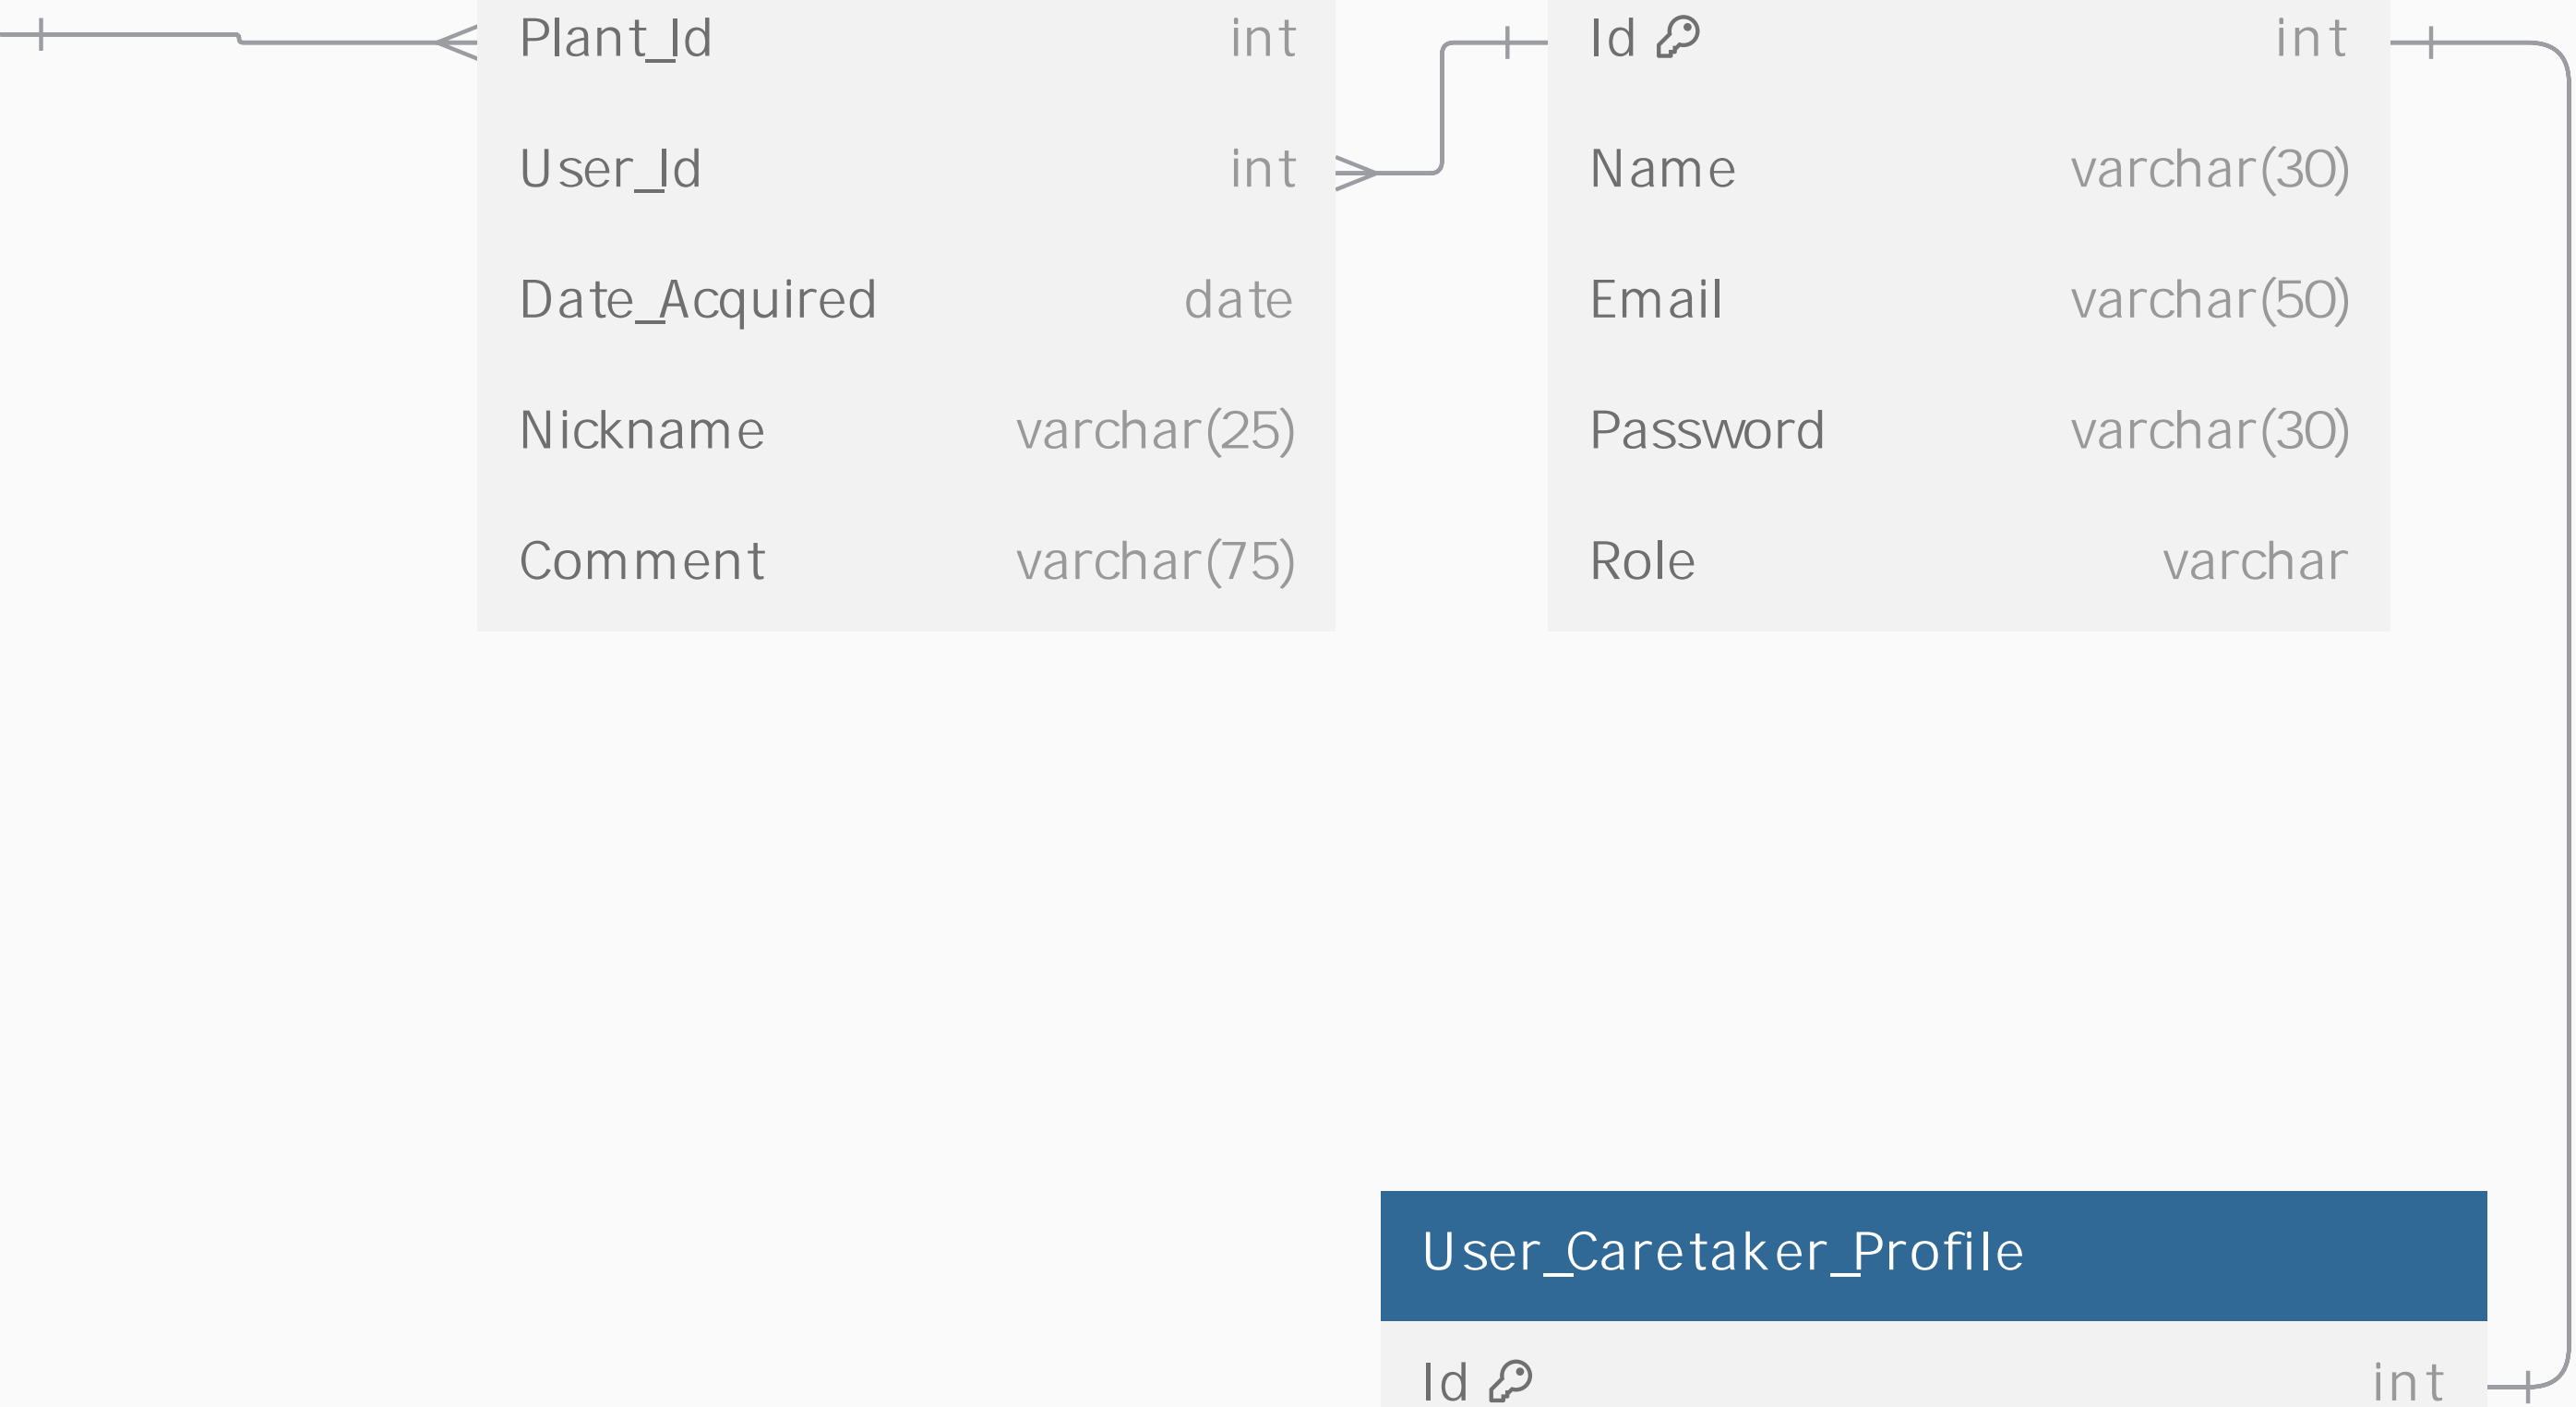 Plant_Id int
User_Id int
Date_Acquired date
Nickname varchar(25)
Comment varchar(75)
Id int
Name varchar(30)
Email varchar(50)
Password varchar(30)
Role varchar
User_Caretaker_Profile
Id int